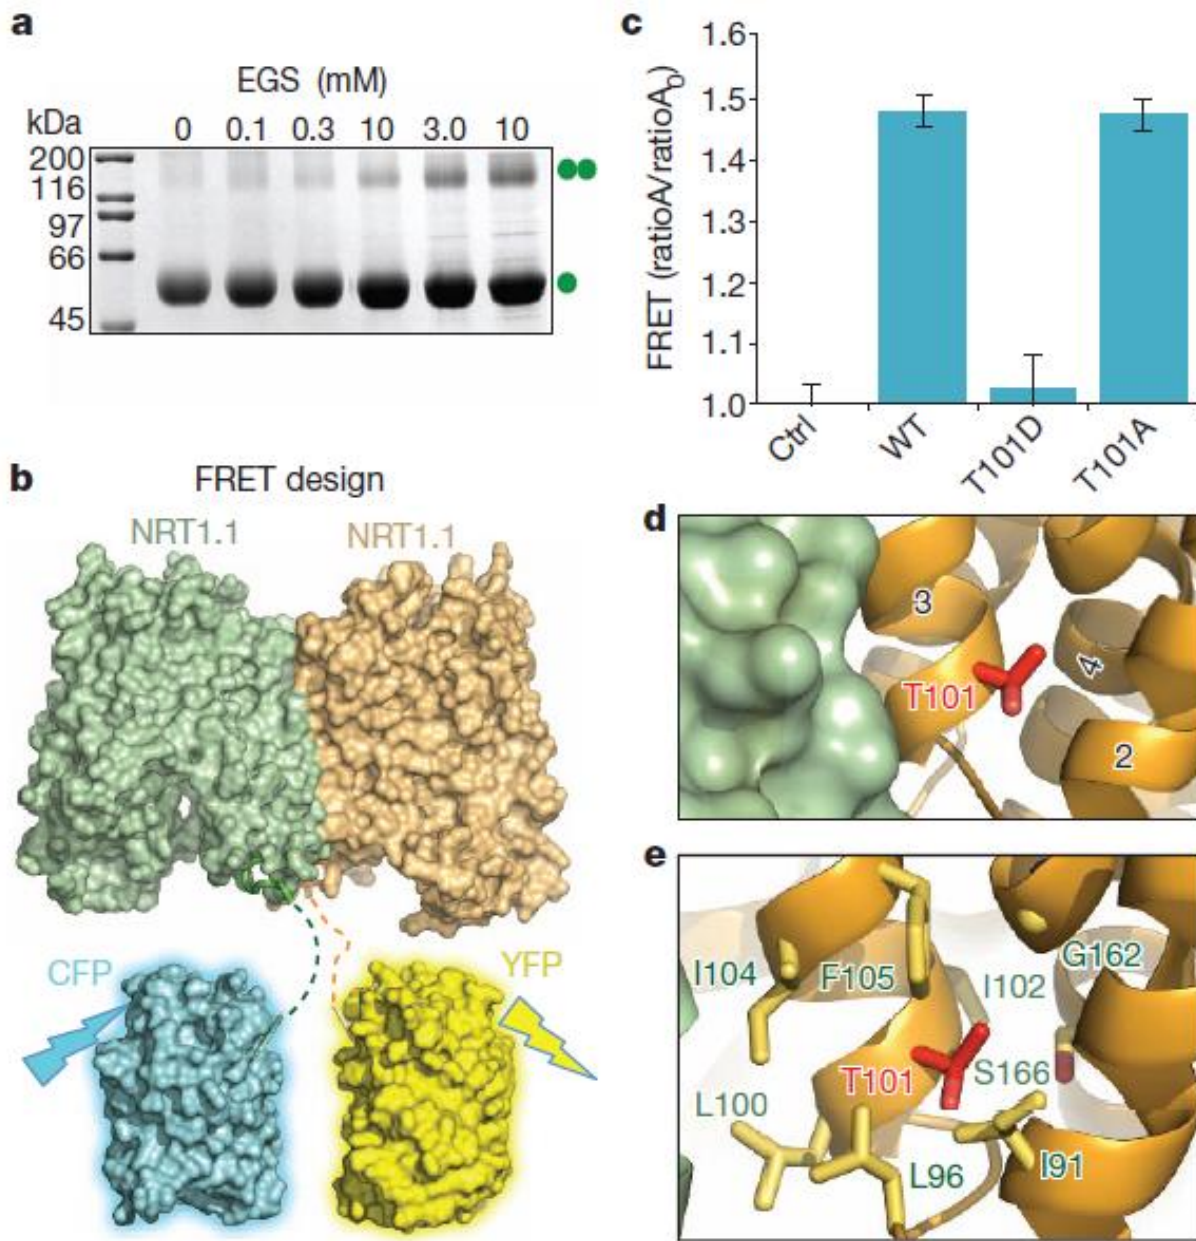 a
EGS (mM)
kDa
0 0.1 0.3 10 3.0 10
200
116
97
66
45
b
FRET design
NRT1.1 NRT1.1
CFP
YFP
c
FRET (ratioA/ratioA0)
1.6
1.5
1.4
1.3
1.2
1.1
1.0
Ctrl
WT
T101D
T101A
d
3
4
T101
2
e
G162
I104 F105 I102
T101 S166
L100
L96 I91